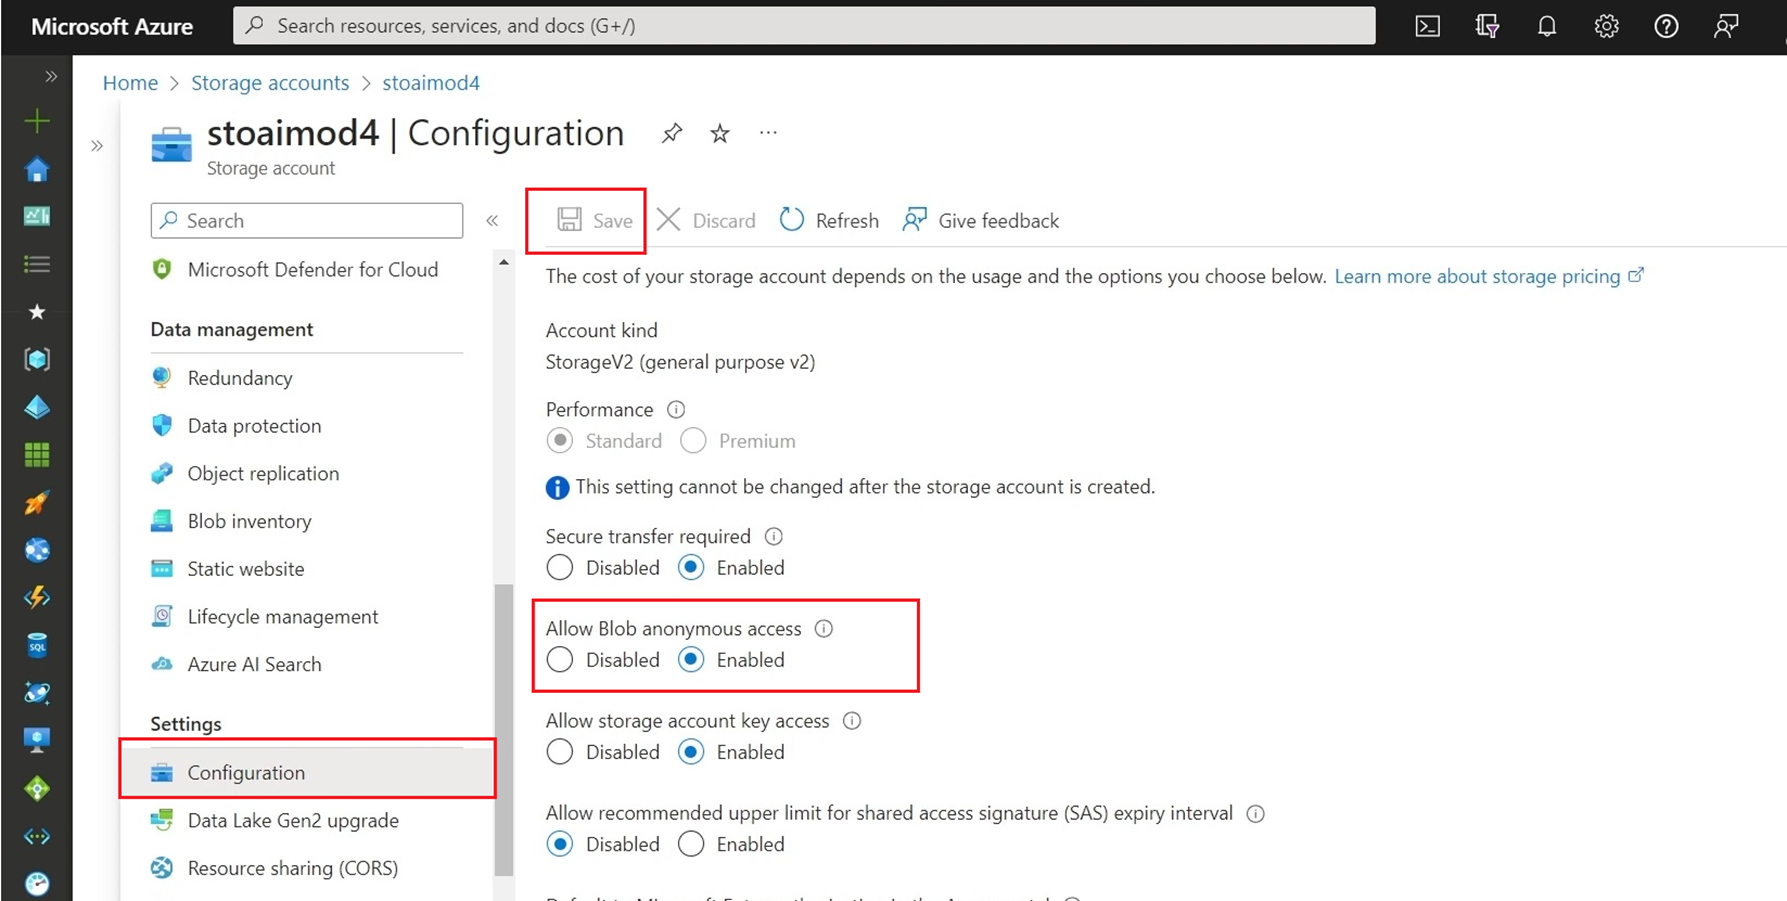 Microsoft Azure
Search resources, services, and docs (G+/)
Home > Storage accounts > stoaimod4
stoaimod4 | Configuration
Storage account
Search
Microsoft Defender for Cloud
Data management
Redundancy
Data protection
Object replication
Blob inventory
Static website
Lifecycle management
Azure AI Search
Settings
Configuration
Data Lake Gen2 upgrade
Resource sharing (CORS)
SQL
Save Discard Refresh Give feedback
The cost of your storage account depends on the usage and the options you choose below. Learn more about storage pricing
Account kind
StorageV2 (general purpose v2)
Performance
Standard Premium
This setting cannot be changed after the storage account is created.
Secure transfer required
Disabled Enabled
Allow Blob anonymous access
Disabled Enabled
Allow storage account key access
Disabled Enabled
Allow recommended upper limit for shared access signature (SAS) expiry interval
Disabled Enabled